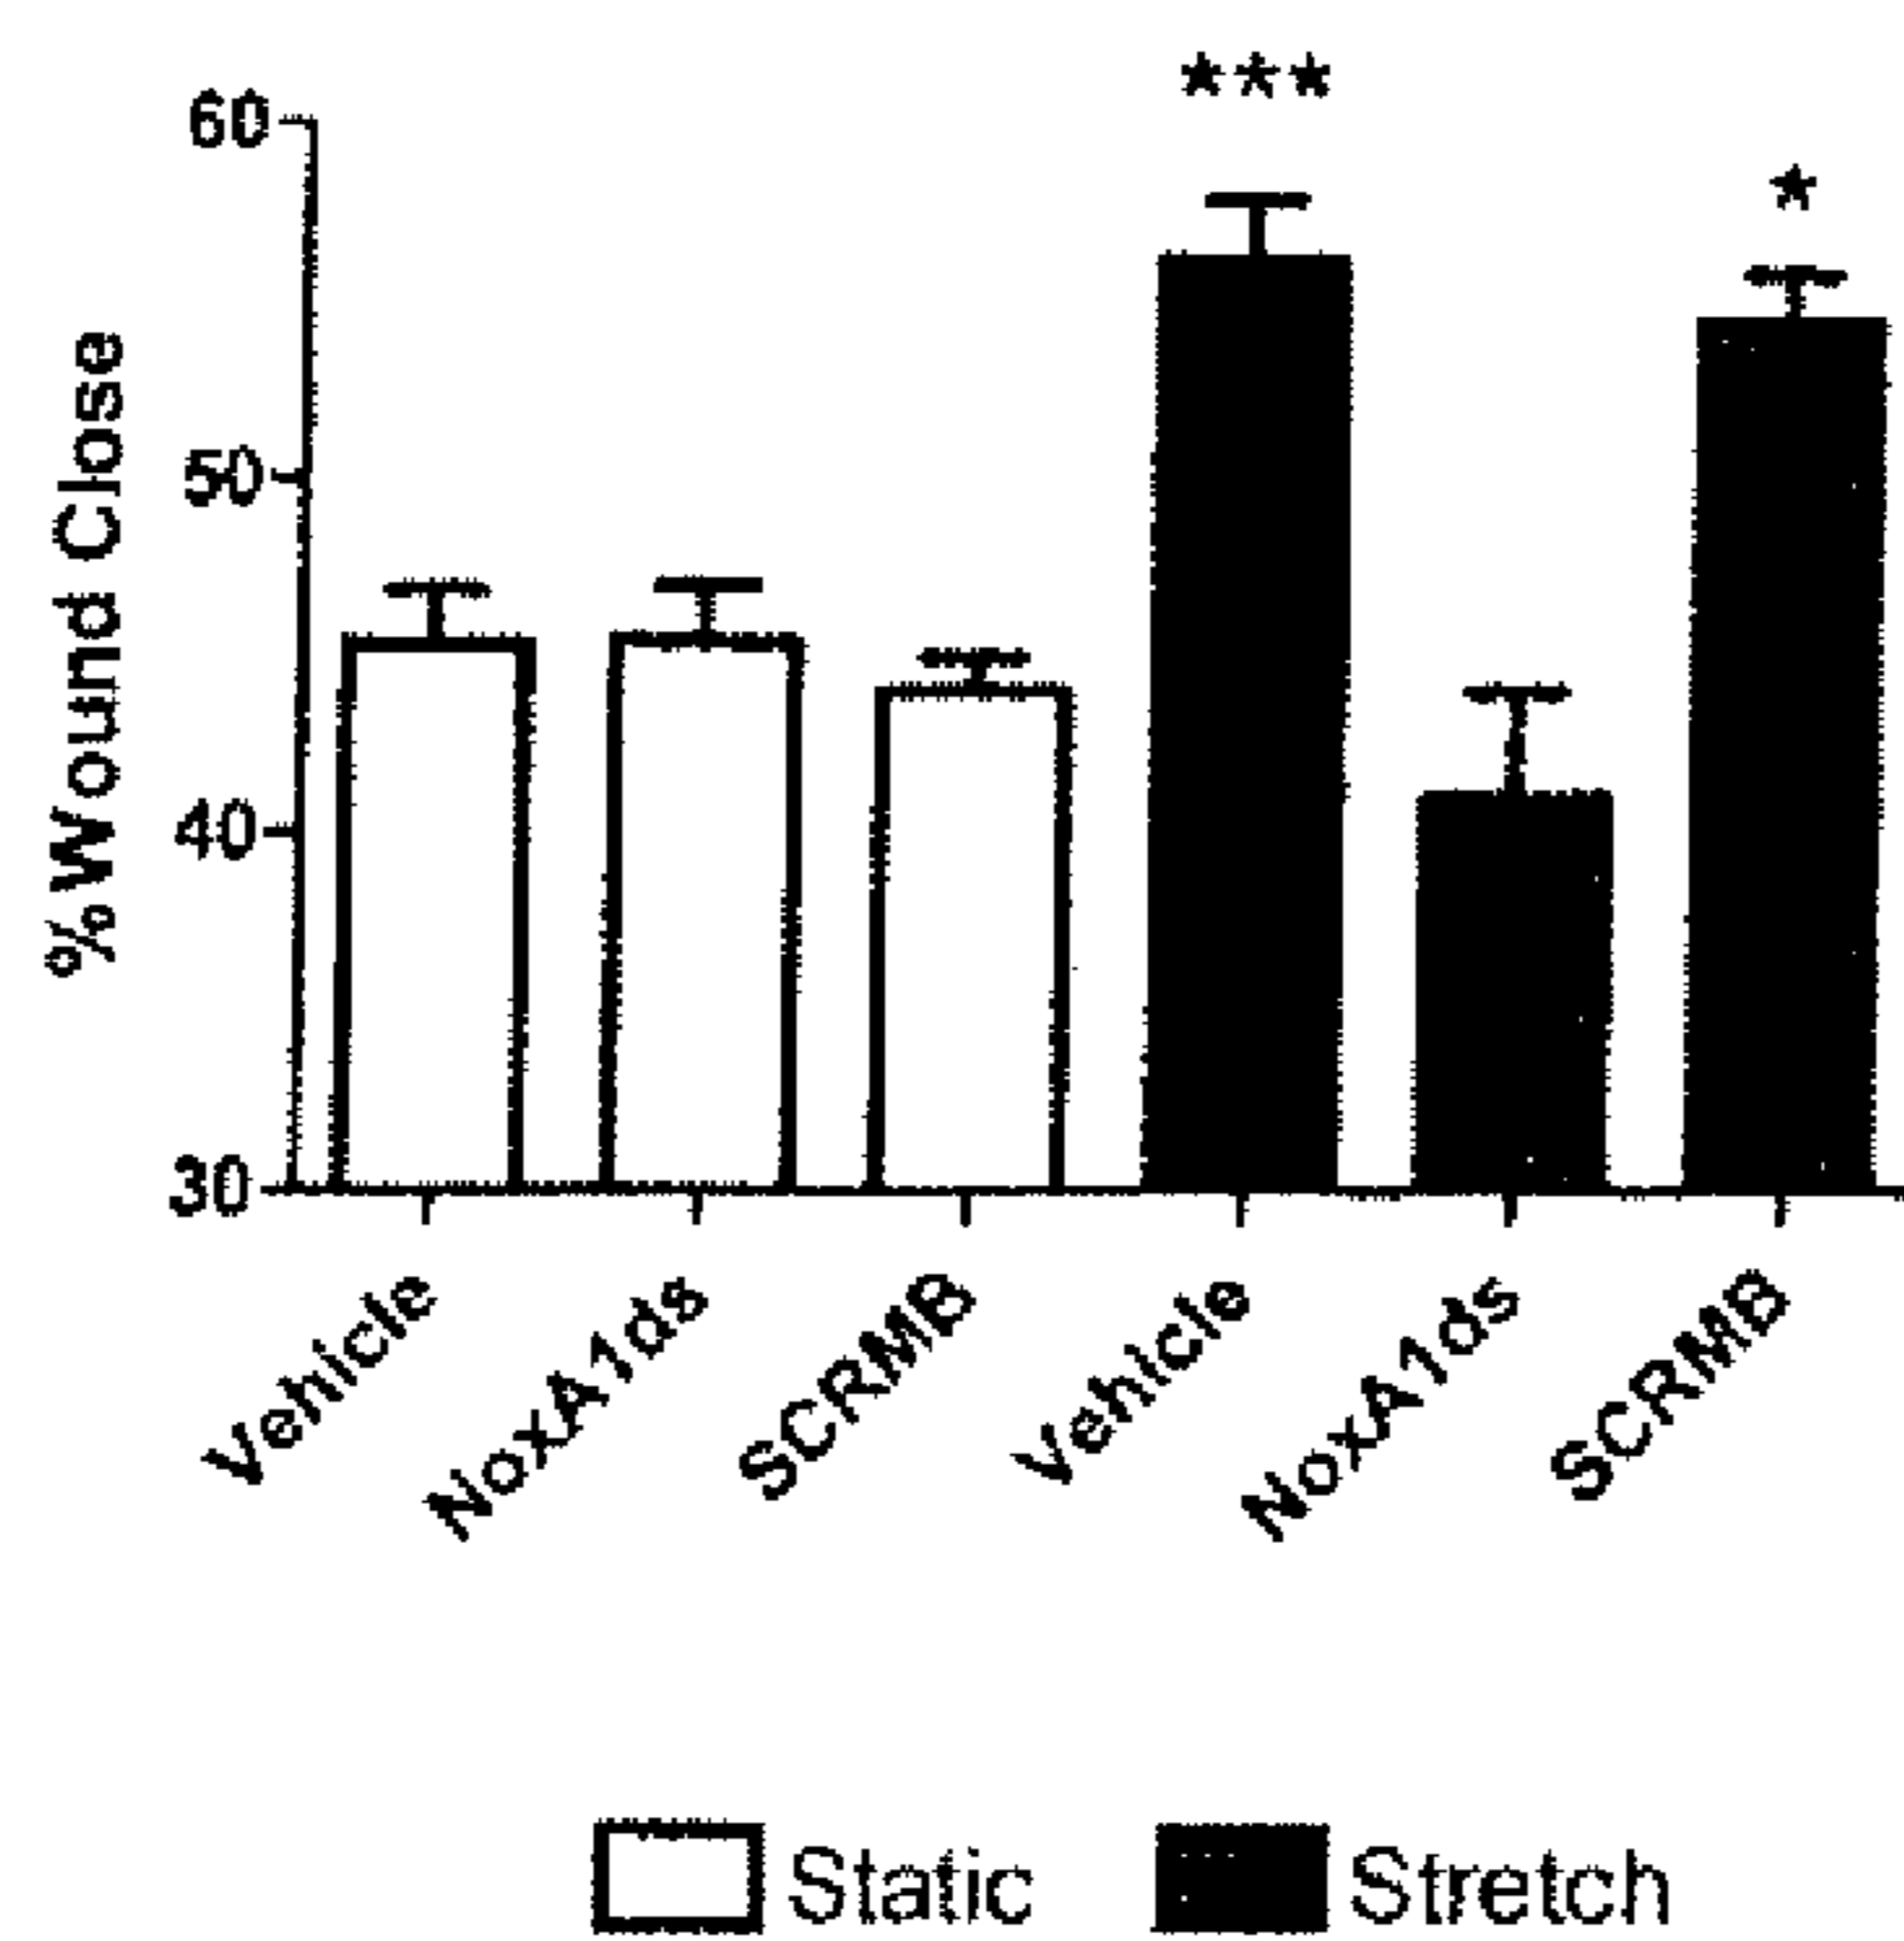 ***
*
60
50
40
30
% Wound Close
Vehicle
NoxA1ds
SCRMB
Vehicle
NoxA1ds
SCRMB
Static
Stretch